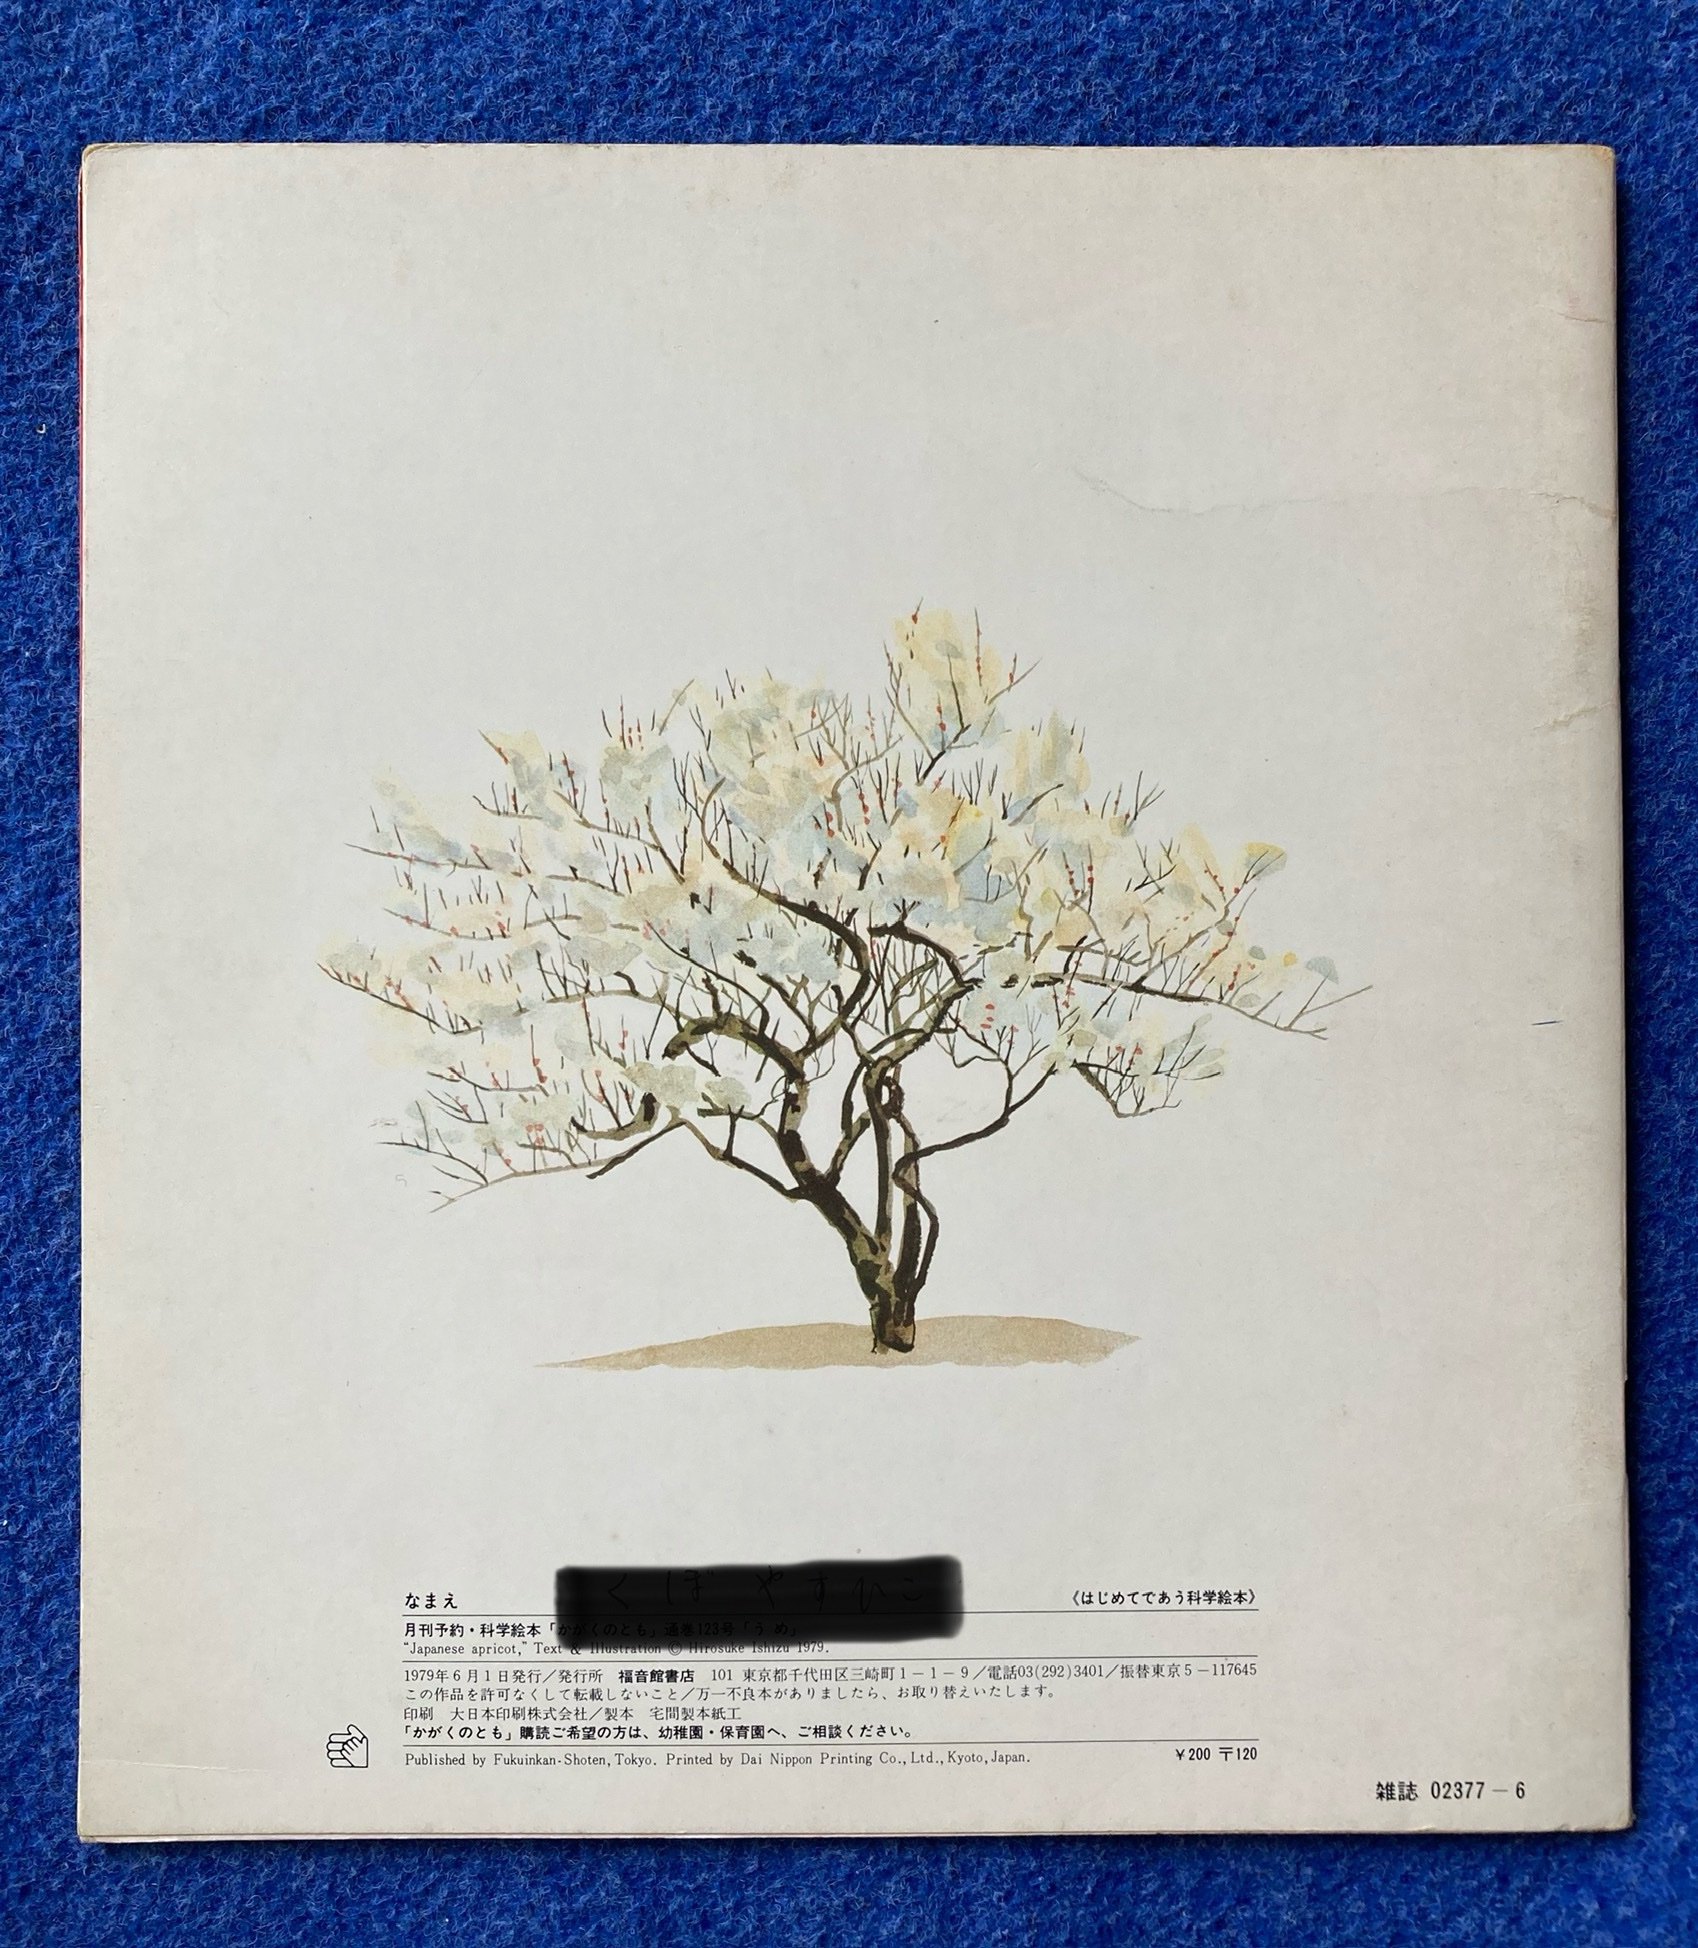 なまえ 《はじめてであう科学絵本》
月刊予約・科学絵本「かがくのとも」通巻123号「うめ」
“Japanese apricot,” Text & Illustration © Hirosuke Ishizu 1979.
1979年6月1日発行／発行所 福音館書店 101 東京都千代田区三崎町1－1－9／電話03(292)3401／振替東京5－117645
この作品を許可なくして転載しないこと／万一不良本がありましたら、お取り替えいたします。
印刷 大日本印刷株式会社／製本 宅間製本紙工
「かがくのとも」購読ご希望の方は、幼稚園・保育園へ、ご相談ください。
Published by Fukuinkan-Shoten, Tokyo. Printed by Dai Nippon Printing Co., Ltd., Kyoto, Japan. ￥200 〒120
雑誌 02377－6